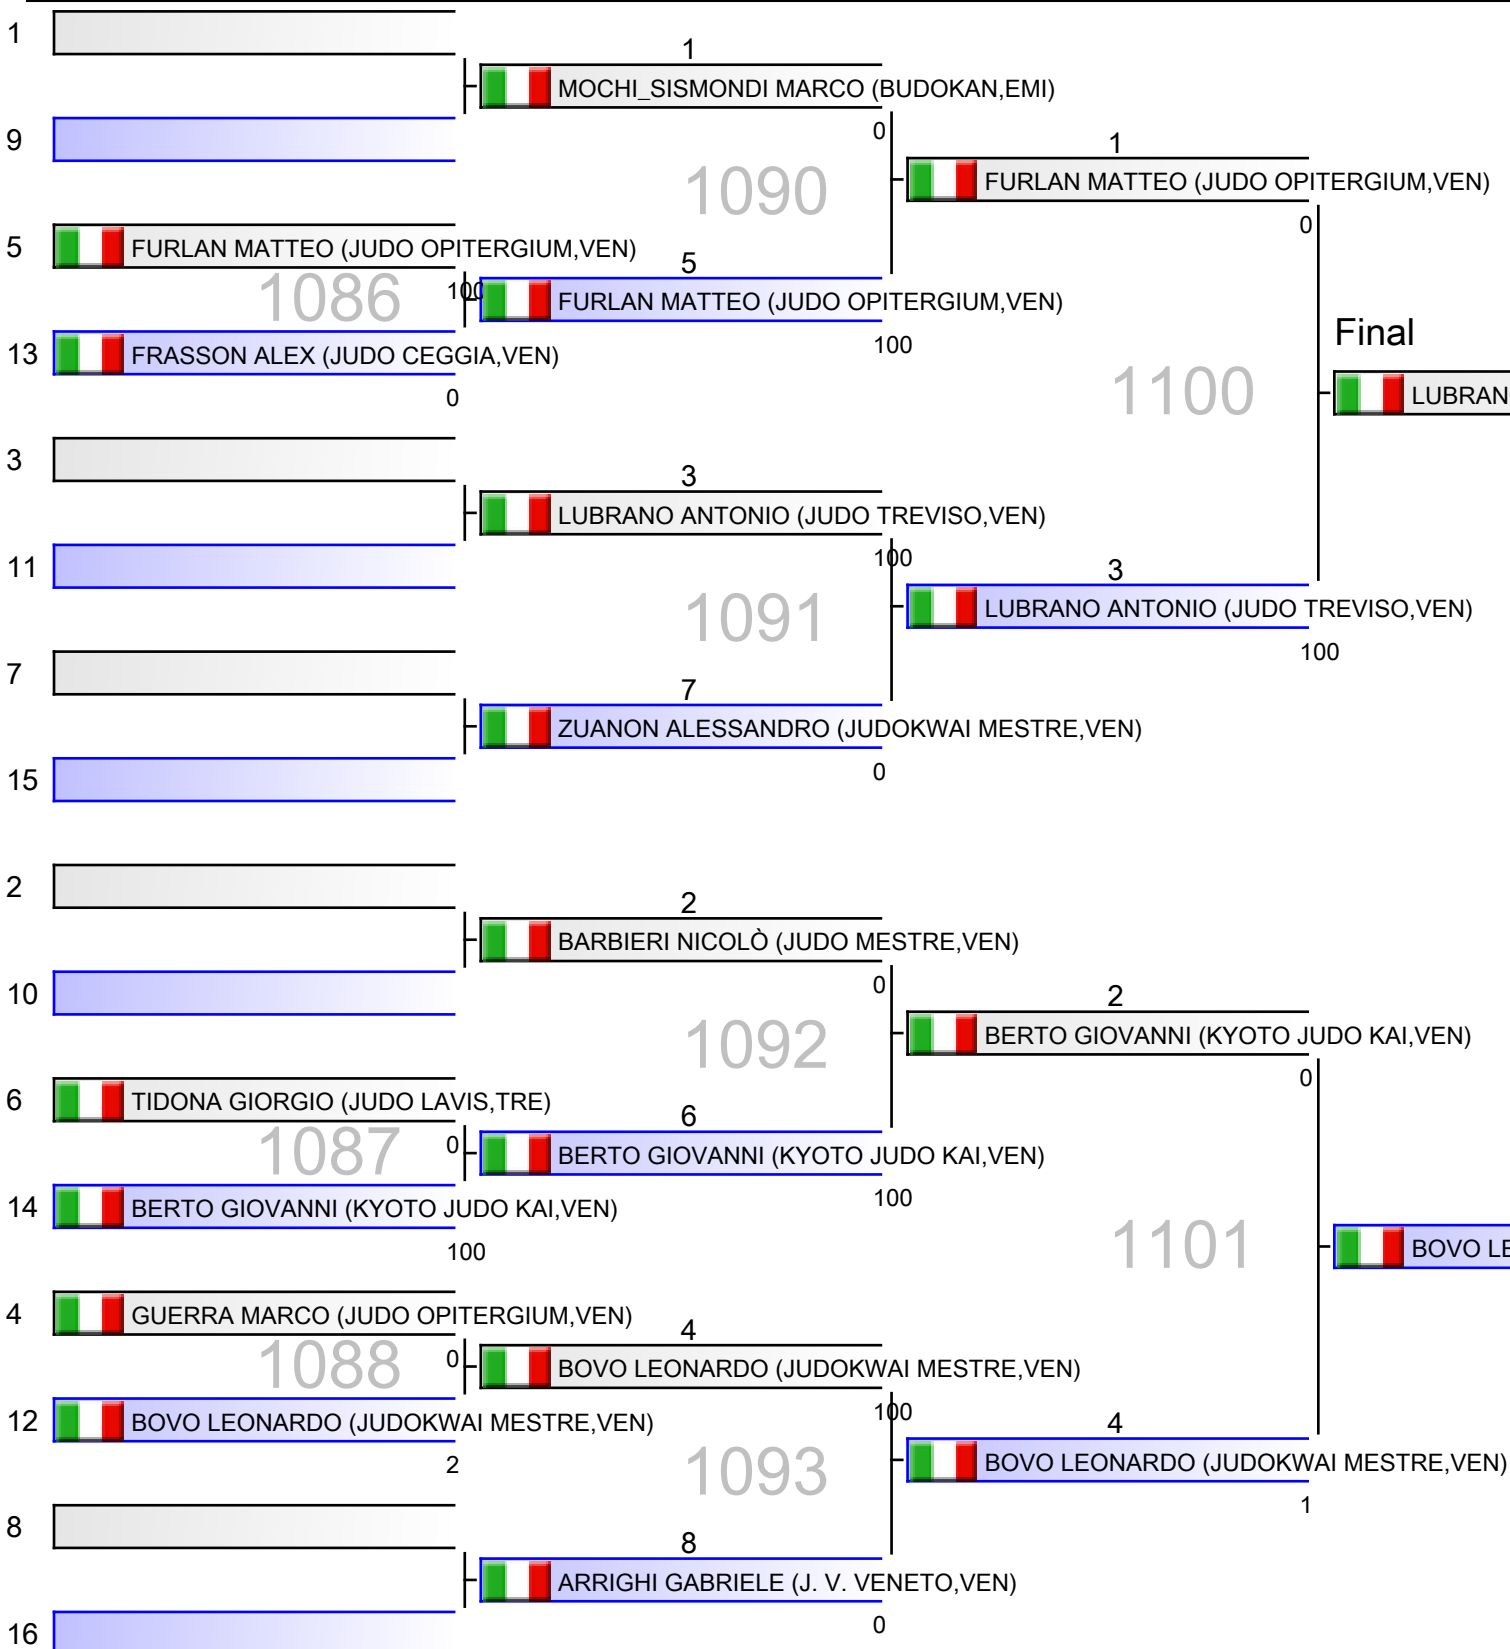 1
1
MOCHI_SISMONDI MARCO (BUDOKAN,EMI)
0
9
1090
1
FURLAN MATTEO (JUDO OPITERGIUM,VEN)
0
5
FURLAN MATTEO (JUDO OPITERGIUM,VEN)
1086
100
5
FURLAN MATTEO (JUDO OPITERGIUM,VEN)
100
13
FRASSON ALEX (JUDO CEGGIA,VEN)
0
Final
1100
LUBRAN
3
3
LUBRANO ANTONIO (JUDO TREVISO,VEN)
100
11
1091
3
LUBRANO ANTONIO (JUDO TREVISO,VEN)
100
7
7
ZUANON ALESSANDRO (JUDOKWAI MESTRE,VEN)
0
15
2
2
BARBIERI NICOLÒ (JUDO MESTRE,VEN)
0
10
1092
2
BERTO GIOVANNI (KYOTO JUDO KAI,VEN)
0
6
TIDONA GIORGIO (JUDO LAVIS,TRE)
1087
0
6
BERTO GIOVANNI (KYOTO JUDO KAI,VEN)
100
14
BERTO GIOVANNI (KYOTO JUDO KAI,VEN)
100
1101
BOVO LE
4
GUERRA MARCO (JUDO OPITERGIUM,VEN)
1088
0
4
BOVO LEONARDO (JUDOKWAI MESTRE,VEN)
100
12
BOVO LEONARDO (JUDOKWAI MESTRE,VEN)
2
1093
4
BOVO LEONARDO (JUDOKWAI MESTRE,VEN)
1
8
8
ARRIGHI GABRIELE (J. V. VENETO,VEN)
0
16